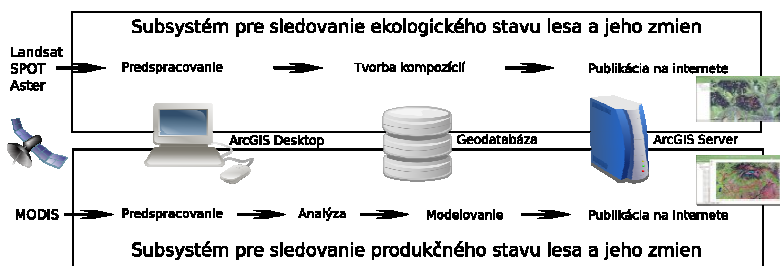 Subsystém pre sledovanie ekologického stavu lesa a jeho zmien
Landsat
SPOT
Aster
Predspracovanie
Tvorba kompozícií
Publikácia na internete
ArcGIS Desktop
Geodatabáza
ArcGIS Server
MODIS
Predspracovanie
Analýza
Modelovanie
Publikácia na internete
Subsystém pre sledovanie produkčného stavu lesa a jeho zmien